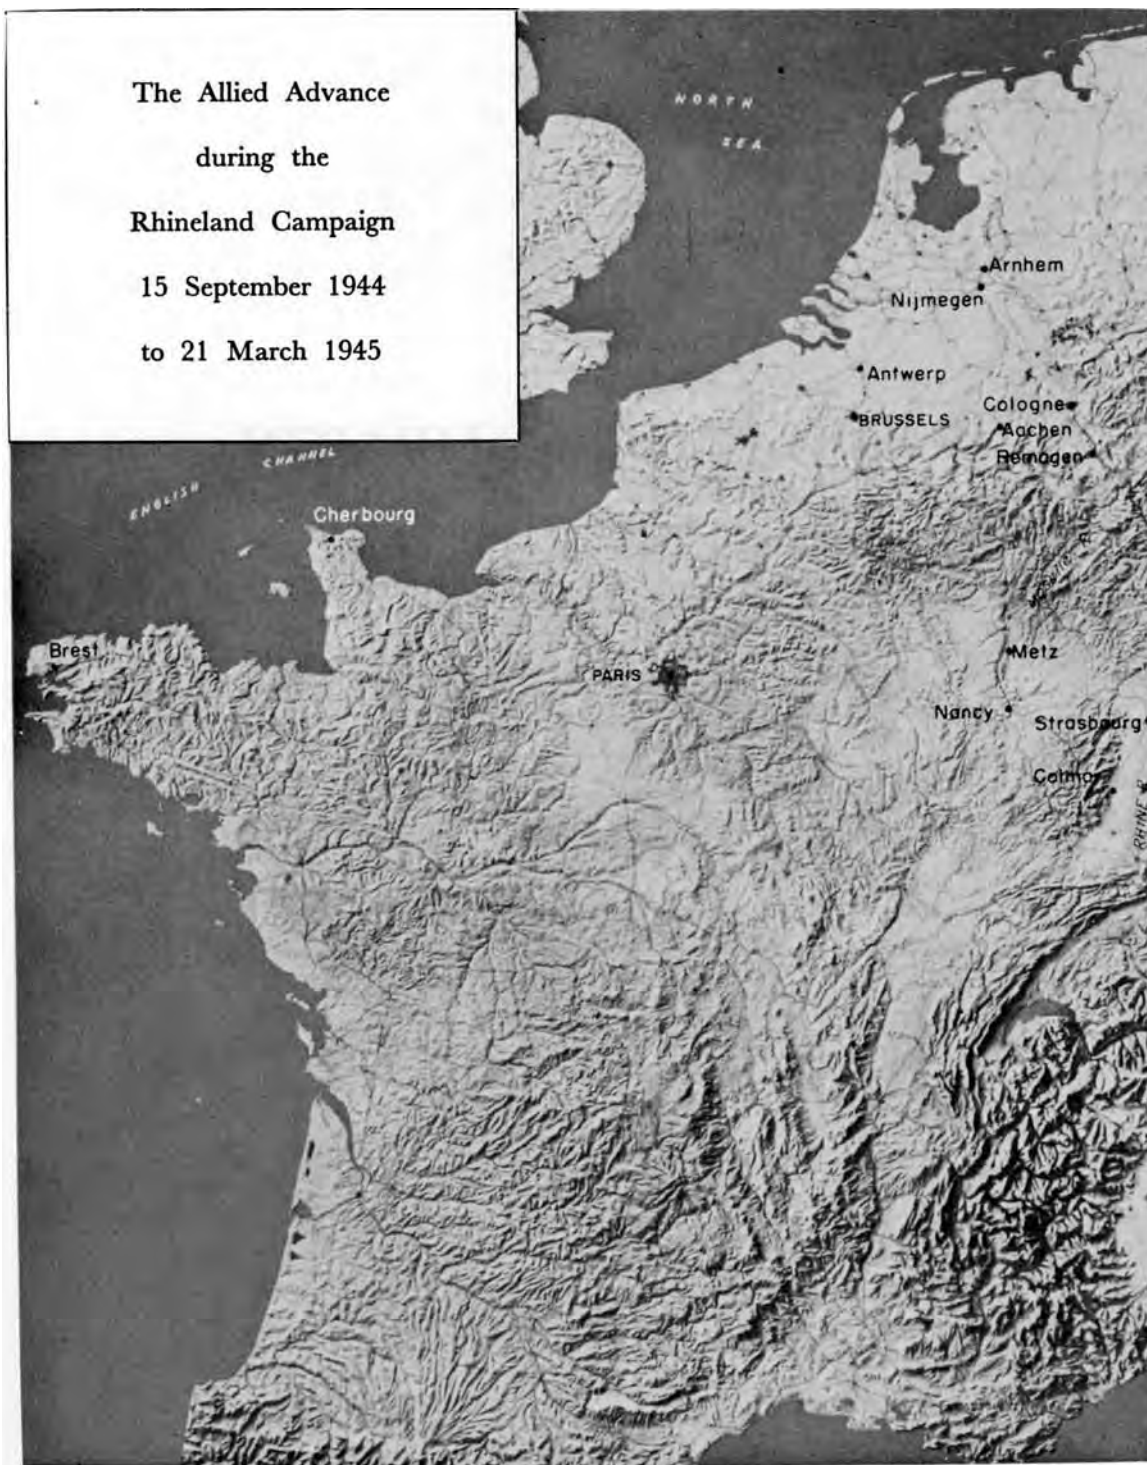 The Allied Advance
during the
Rhineland Campaign
15 September 1944
to 21 March 1945
NORTH
SEA
Arnhem
Nijmegen
Antwerp
BRUSSELS
Cologne
Aachen
Remagen
ENGLISH
CHANNEL
Cherbourg
Brest
PARIS
Metz
Nancy
Strasbourg
Colmar
RHINE R